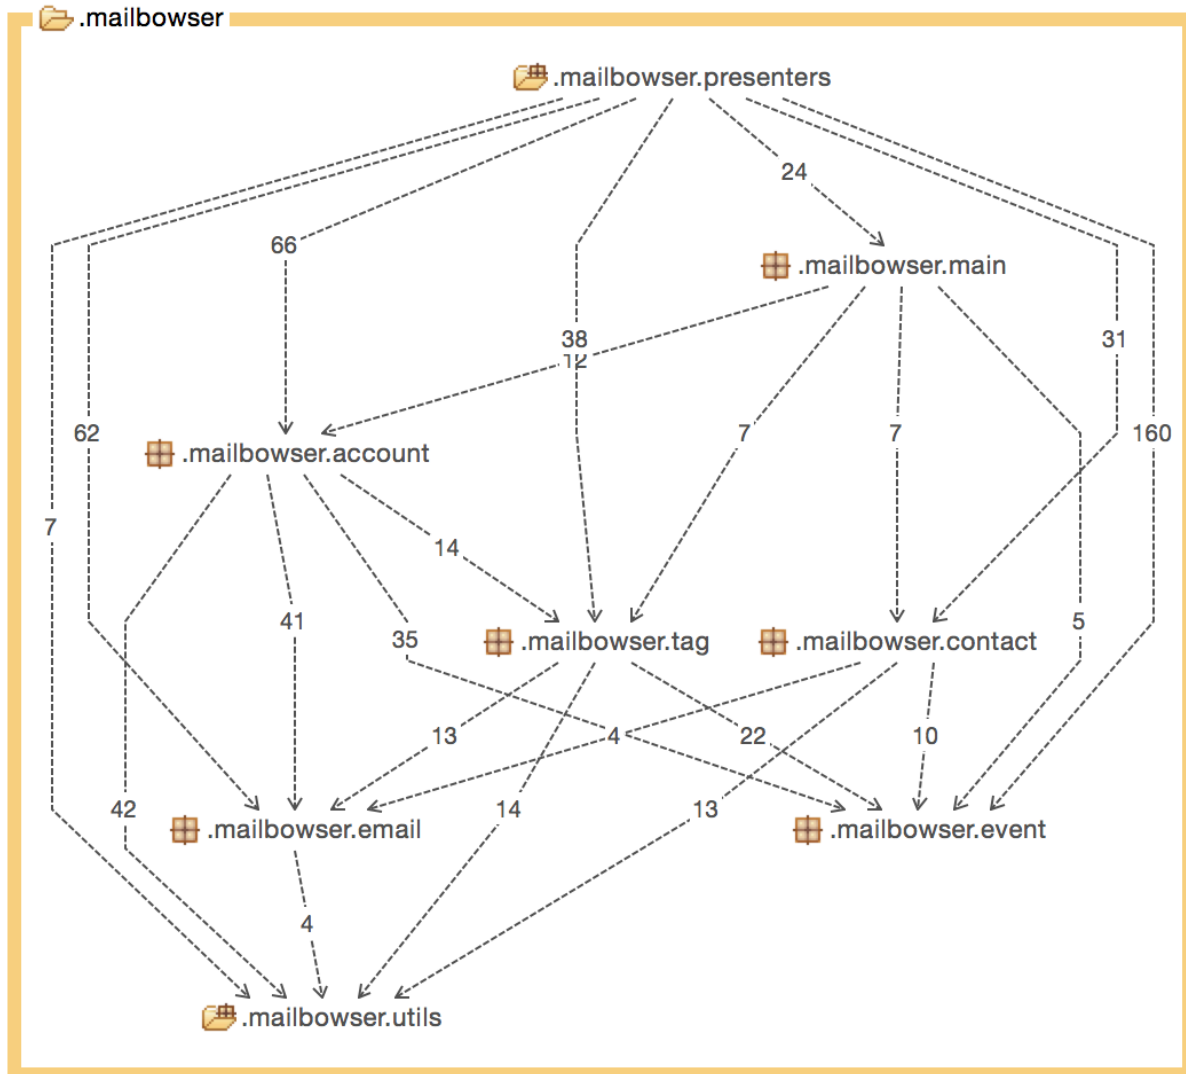 .mailbowser
.mailbowser.presenters
24
66
.mailbowser.main
38
31
12
62
7
7
160
.mailbowser.account
7
14
41
5
35
.mailbowser.tag
.mailbowser.contact
13
4
22
10
42
14
13
.mailbowser.email
.mailbowser.event
4
.mailbowser.utils